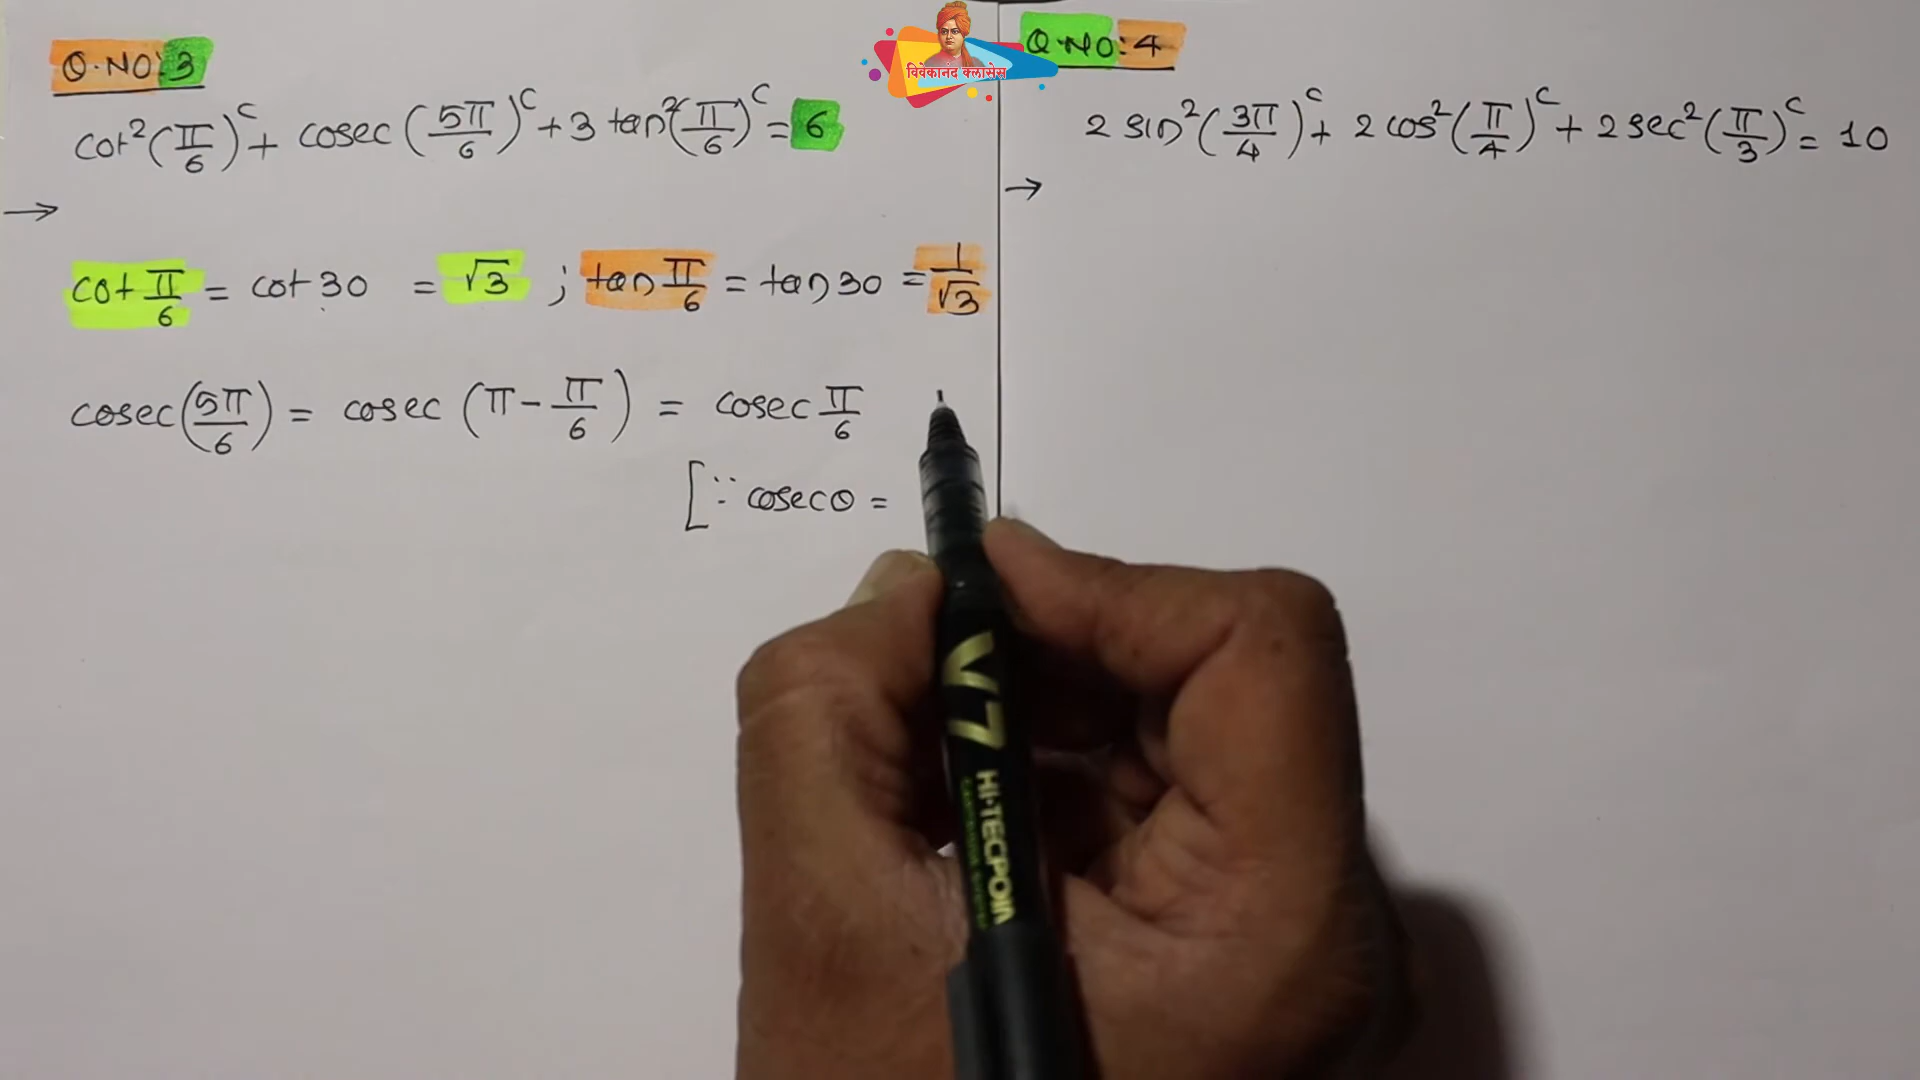 Q.NO:3
cot²(π/6)ᶜ + cosec(5π/6)ᶜ + 3 tan²(π/6)ᶜ = 6
→
cot π/6 = cot 30 = √3 ; tan π/6 = tan 30 = 1/√3
cosec(5π/6) = cosec(π - π/6) = cosec π/6
[∵ cosecθ =
विवेकानंद क्लासेस
Q.NO:4
2 sin²(3π/4)ᶜ + 2 cos²(π/4)ᶜ + 2 sec²(π/3)ᶜ = 10
→
V7
HI-TECPOIN